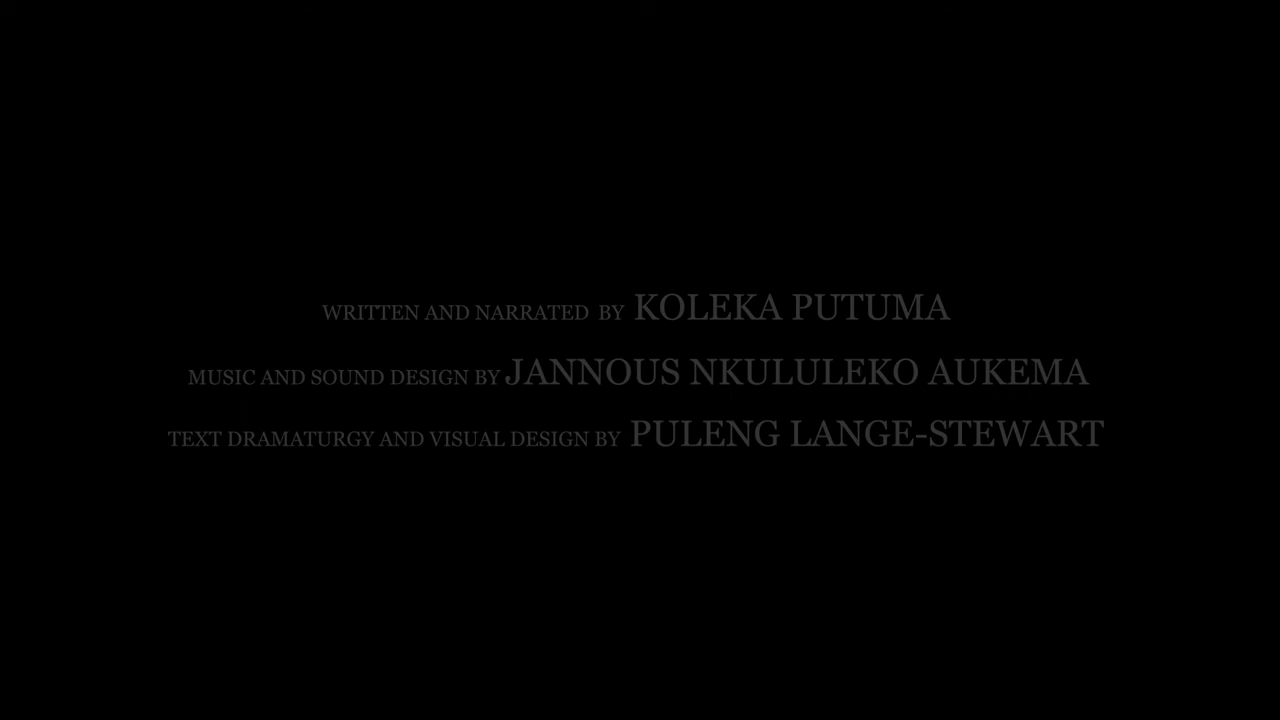 WRITTEN AND NARRATED BY KOLEKA PUTUMA
MUSIC AND SOUND DESIGN BY JANNOUS NKULULEKO AUKEMA
TEXT DRAMATURGY AND VISUAL DESIGN BY PULENG LANGE-STEWART